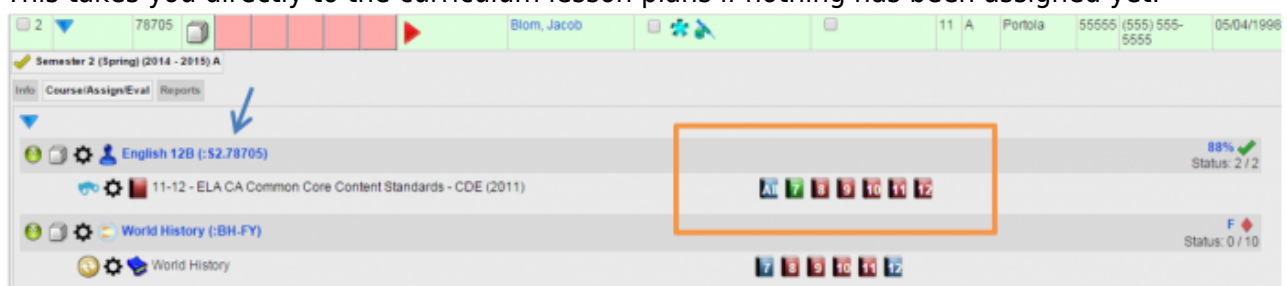 This takes you directly to the curriculum lesson plans if nothing has been assigned yet.
2 78705 Blom, Jacob 11 A Portola 55555 (555) 555-5555 05/04/1998
Semester 2 (Spring) (2014 - 2015) A
Info Course/Assign/Eval Reports
English 12B (:S2.78705) 88%
Status: 2 / 2
11-12 - ELA CA Common Core Content Standards - CDE (2011) All 7 8 9 10 11 12
World History (:BH-FY) F
Status: 0 / 10
World History 7 8 9 10 11 12